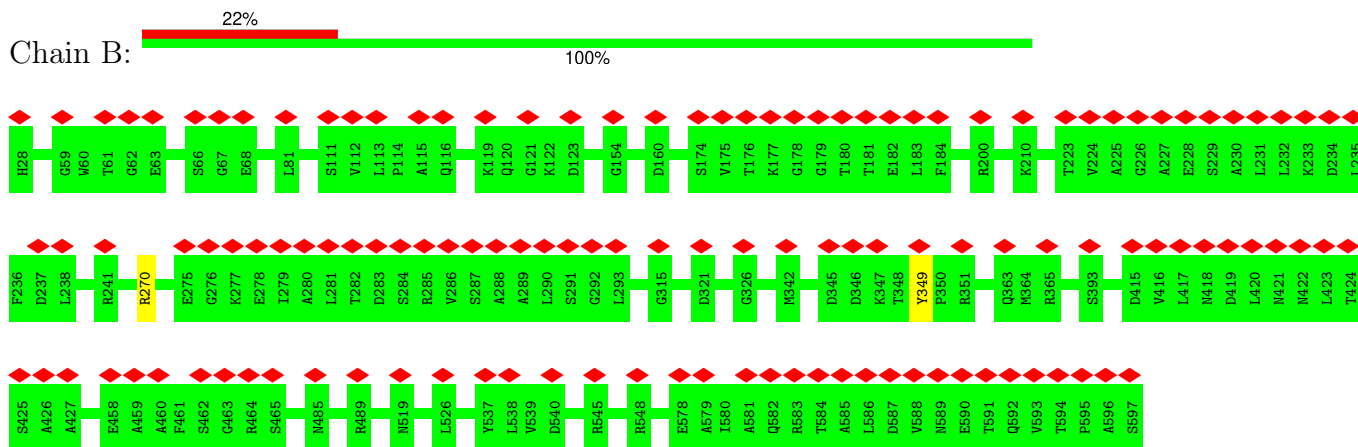 22%
Chain B:
100%
H28 G59 W60 T61 G62 E63 S66 G67 E68 L81 S111 V112 L113 P114 A115 Q116 K119 Q120 G121 K122 D123 G154 D160 S174 V175 T176 K177 G178 G179 T180 T181 E182 L183 F184 R200 K210 T223 V224 A225 G226 A227 E228 S229 A230 L231 L232 K233 D234 L235
F236 D237 L238 R241 R270 E275 G276 K277 E278 I279 A280 L281 T282 D283 S284 R285 V286 S287 A288 A289 L290 S291 G292 L293 G315 D321 G326 M342 D345 D346 K347 T348 Y349 P350 R351 Q363 M364 R365 S393 D415 V416 L417 N418 D419 L420 N421 N422 L423 T424
S425 A426 A427 E458 A459 A460 F461 S462 G463 R464 S465 N485 R489 N519 L526 Y537 L538 V539 D540 R545 R548 E578 A579 I580 A581 Q582 R583 T584 A585 L586 D587 V588 N589 E590 T591 Q592 V593 T594 P595 A596 S597